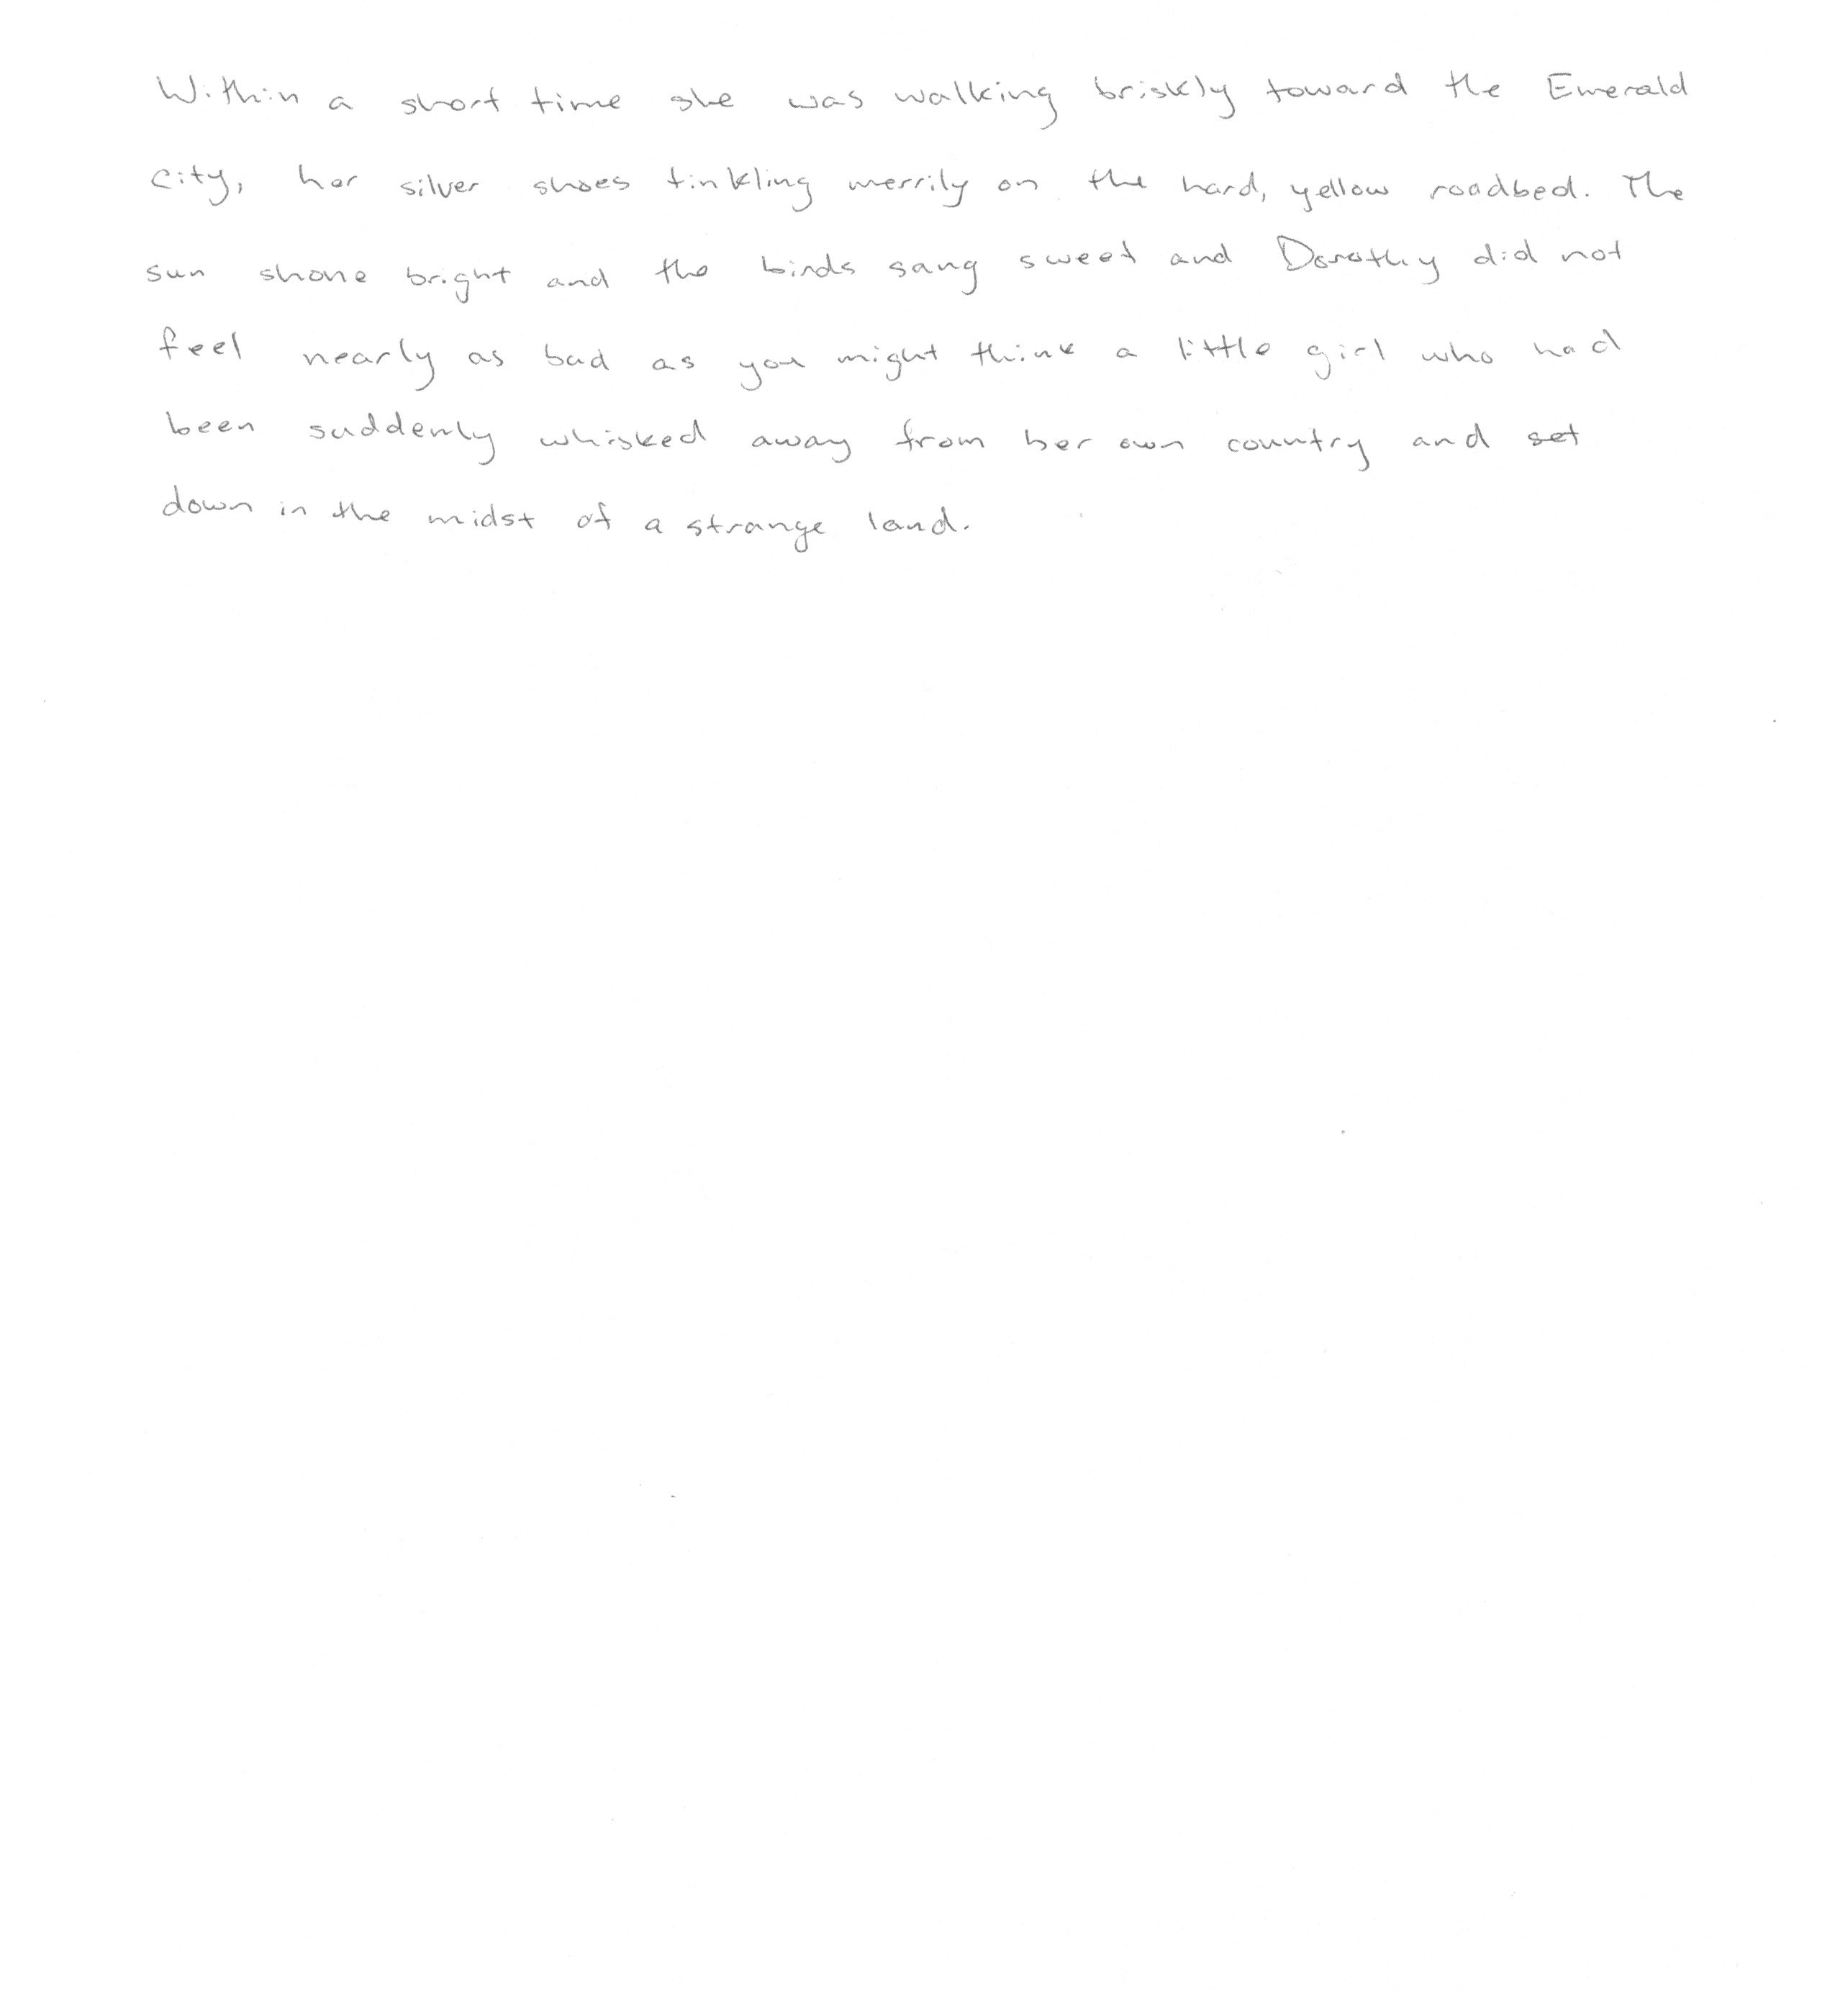 Within a short time she was walking briskly toward the Emerald
City, her silver shoes tinkling merrily on the hard, yellow roadbed. The
sun shone bright and the birds sang sweet and Dorothy did not
feel nearly as bad as you might think a little girl who had
been suddenly whisked away from her own country and set
down in the midst of a strange land.